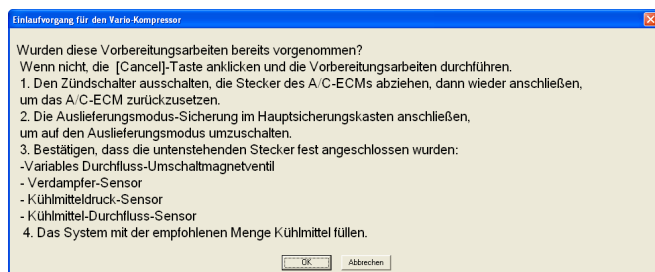 Einlaufvorgang für den Vario-Kompressor
Wurden diese Vorbereitungsarbeiten bereits vorgenommen?
Wenn nicht, die [Cancel]-Taste anklicken und die Vorbereitungsarbeiten durchführen.
1. Den Zündschalter ausschalten, die Stecker des A/C-ECMs abziehen, dann wieder anschließen,
um das A/C-ECM zurückzusetzen.
2. Die Auslieferungsmodus-Sicherung im Hauptsicherungskasten anschließen,
um auf den Auslieferungsmodus umzuschalten.
3. Bestätigen, dass die untenstehenden Stecker fest angeschlossen wurden:
-Variables Durchfluss-Umschaltmagnetventil
- Verdampfer-Sensor
- Kühlmitteldruck-Sensor
- Kühlmittel-Durchfluss-Sensor
4. Das System mit der empfohlenen Menge Kühlmittel füllen.
OK Abbrechen